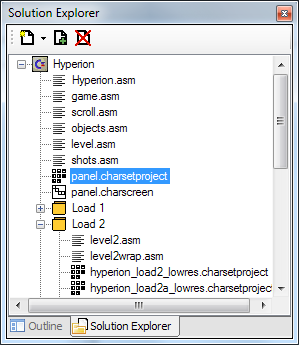 Solution Explorer
Hyperion
Hyperion.asm
game.asm
scroll.asm
objects.asm
level.asm
shots.asm
panel.charsetproject
panel.charscreen
Load 1
Load 2
level2.asm
level2wrap.asm
hyperion_load2_lowres.charsetproject
hyperion_load2a_lowres.charsetproject
Outline
Solution Explorer